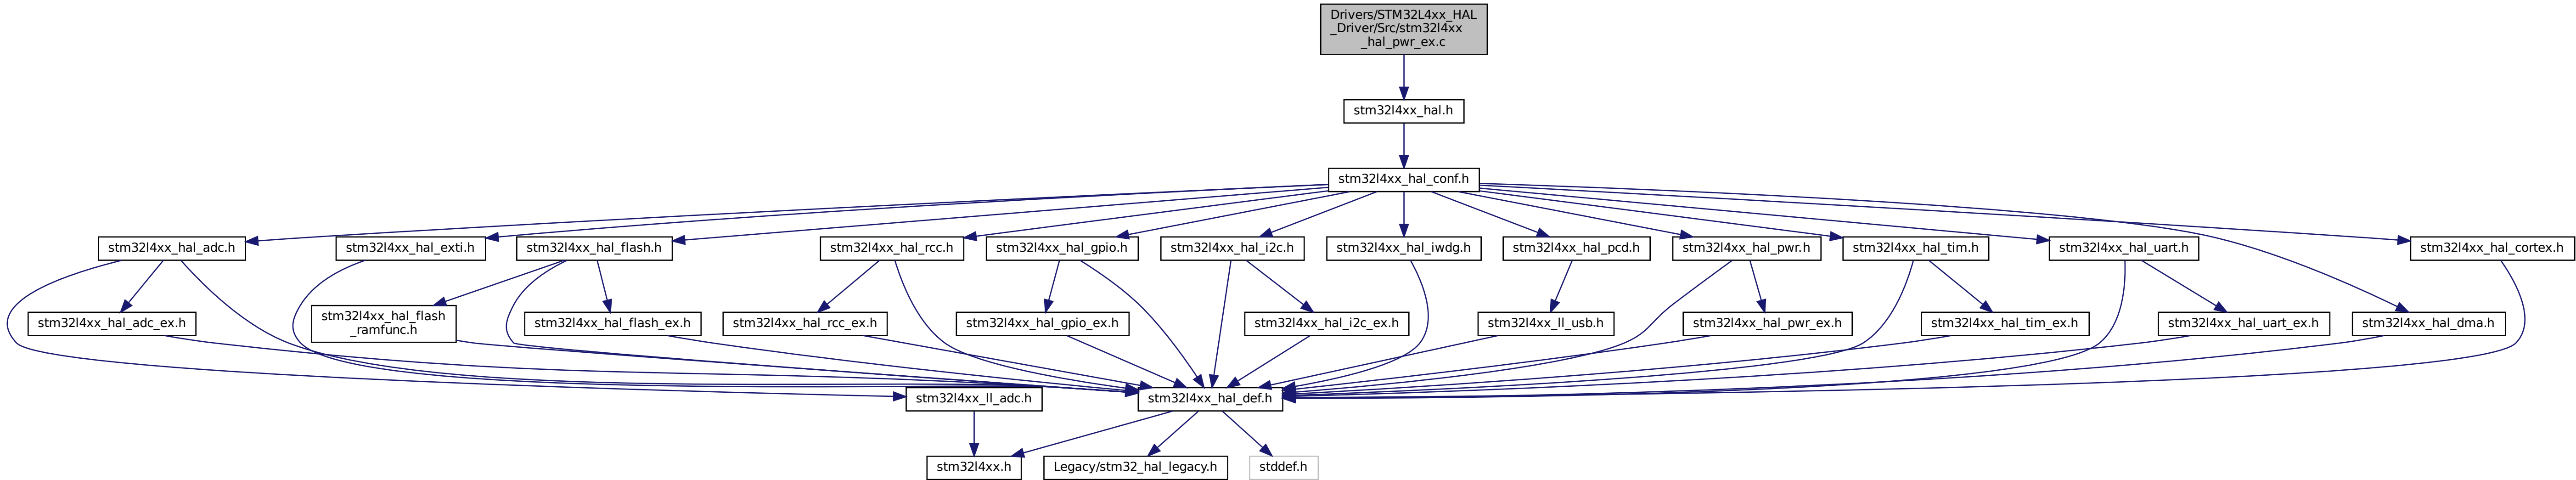 Drivers/STM32L4xx_HAL
_Driver/Src/stm32l4xx
_hal_pwr_ex.c
stm32l4xx_hal.h
stm32l4xx_hal_conf.h
stm32l4xx_hal_adc.h
stm32l4xx_hal_exti.h
stm32l4xx_hal_flash.h
stm32l4xx_hal_rcc.h
stm32l4xx_hal_gpio.h
stm32l4xx_hal_i2c.h
stm32l4xx_hal_iwdg.h
stm32l4xx_hal_pcd.h
stm32l4xx_hal_pwr.h
stm32l4xx_hal_tim.h
stm32l4xx_hal_uart.h
stm32l4xx_hal_cortex.h
stm32l4xx_hal_adc_ex.h
stm32l4xx_hal_flash
_ramfunc.h
stm32l4xx_hal_flash_ex.h
stm32l4xx_hal_rcc_ex.h
stm32l4xx_hal_gpio_ex.h
stm32l4xx_hal_i2c_ex.h
stm32l4xx_ll_usb.h
stm32l4xx_hal_pwr_ex.h
stm32l4xx_hal_tim_ex.h
stm32l4xx_hal_uart_ex.h
stm32l4xx_hal_dma.h
stm32l4xx_ll_adc.h
stm32l4xx_hal_def.h
stm32l4xx.h
Legacy/stm32_hal_legacy.h
stddef.h